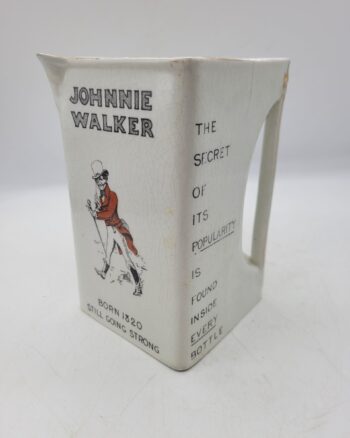 JOHNNIE
WALKER
BORN 1820
STILL GOING STRONG
THE
SECRET
OF
ITS
POPULARITY
IS
FOUND
INSIDE
EVERY
BOTTLE